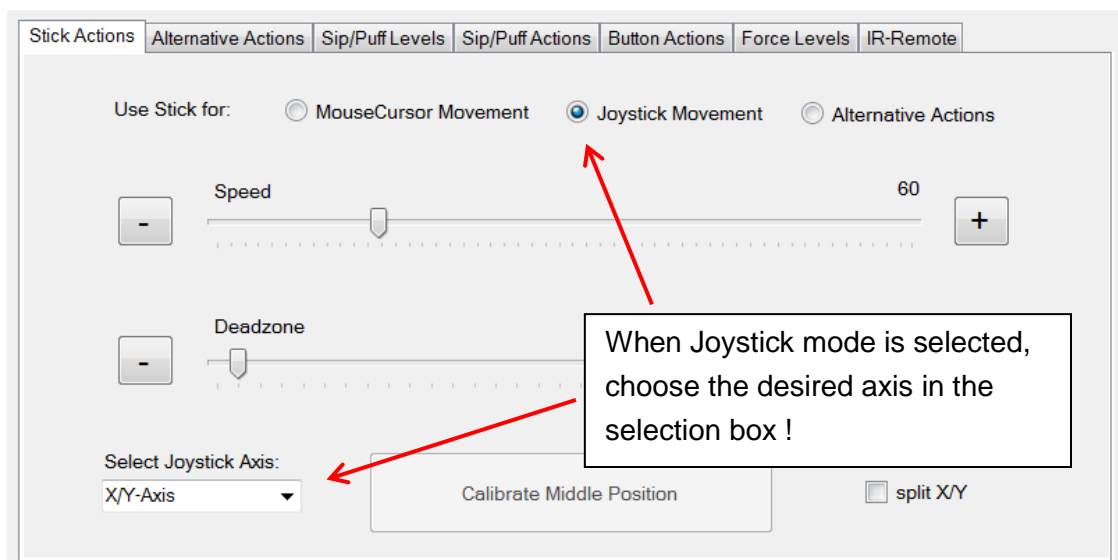 Stick Actions Alternative Actions Sip/Puff Levels Sip/Puff Actions Button Actions Force Levels IR-Remote
Use Stick for: MouseCursor Movement Joystick Movement Alternative Actions
Speed 60
- +
Deadzone
-
When Joystick mode is selected,
choose the desired axis in the
selection box !
Select Joystick Axis:
X/Y-Axis Calibrate Middle Position split X/Y